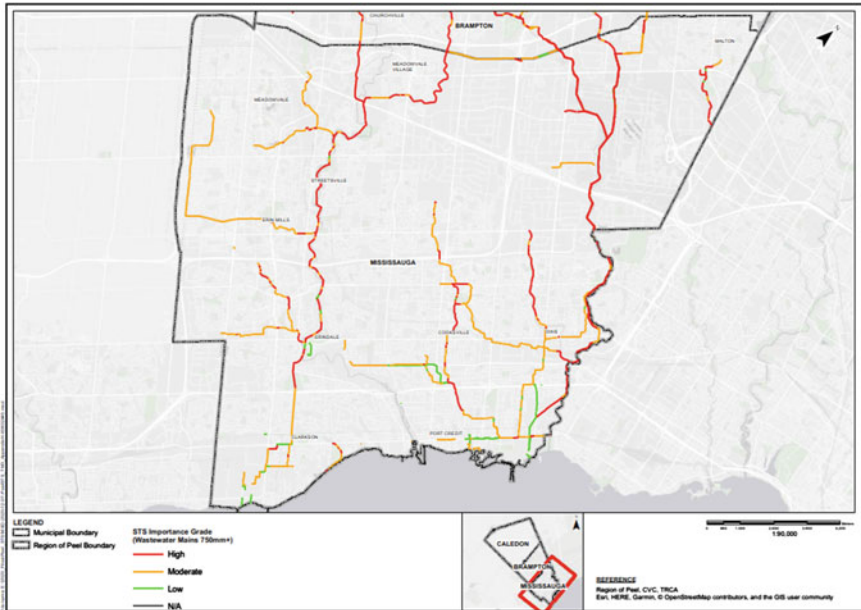 CHURCHVILLE
BRAMPTON
MALTON
MEADOWVALE
VILLAGE
MEADOWVALE
STREETSVILLE
ERIN MILLS
MISSISSAUGA
COOKSVILLE
DIXIE
ERINDALE
PORT CREDIT
CLARKSON
LEGEND
Municipal Boundary
Region of Peel Boundary
STS Importance Grade
(Wastewater Mains 750mm+)
High
Moderate
Low
N/A
CALEDON
BRAMPTON
MISSISSAUGA
1:90,000
REFERENCE
Region of Peel, CVC, TRCA
Esri, HERE, Garmin, © OpenStreetMap contributors, and the GIS user community